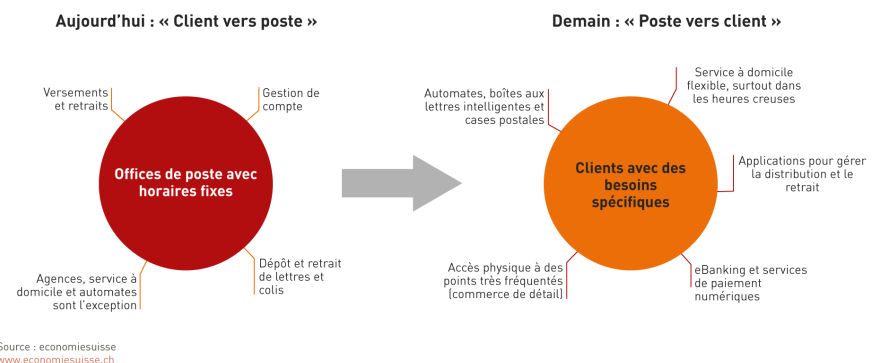 Aujourd’hui : « Client vers poste »
Versements
et retraits
Gestion de
compte
Offices de poste avec
horaires fixes
Agences, service à
domicile et automates
sont l’exception
Dépôt et retrait
de lettres et
colis
Demain : « Poste vers client »
Automates, boîtes aux
lettres intelligentes et
cases postales
Service à domicile
flexible, surtout dans
les heures creuses
Clients avec des
besoins
spécifiques
Applications pour gérer
la distribution et le
retrait
Accès physique à des
points très fréquentés
(commerce de détail)
eBanking et services
de paiement
numériques
Source : economiesuisse
www.economiesuisse.ch